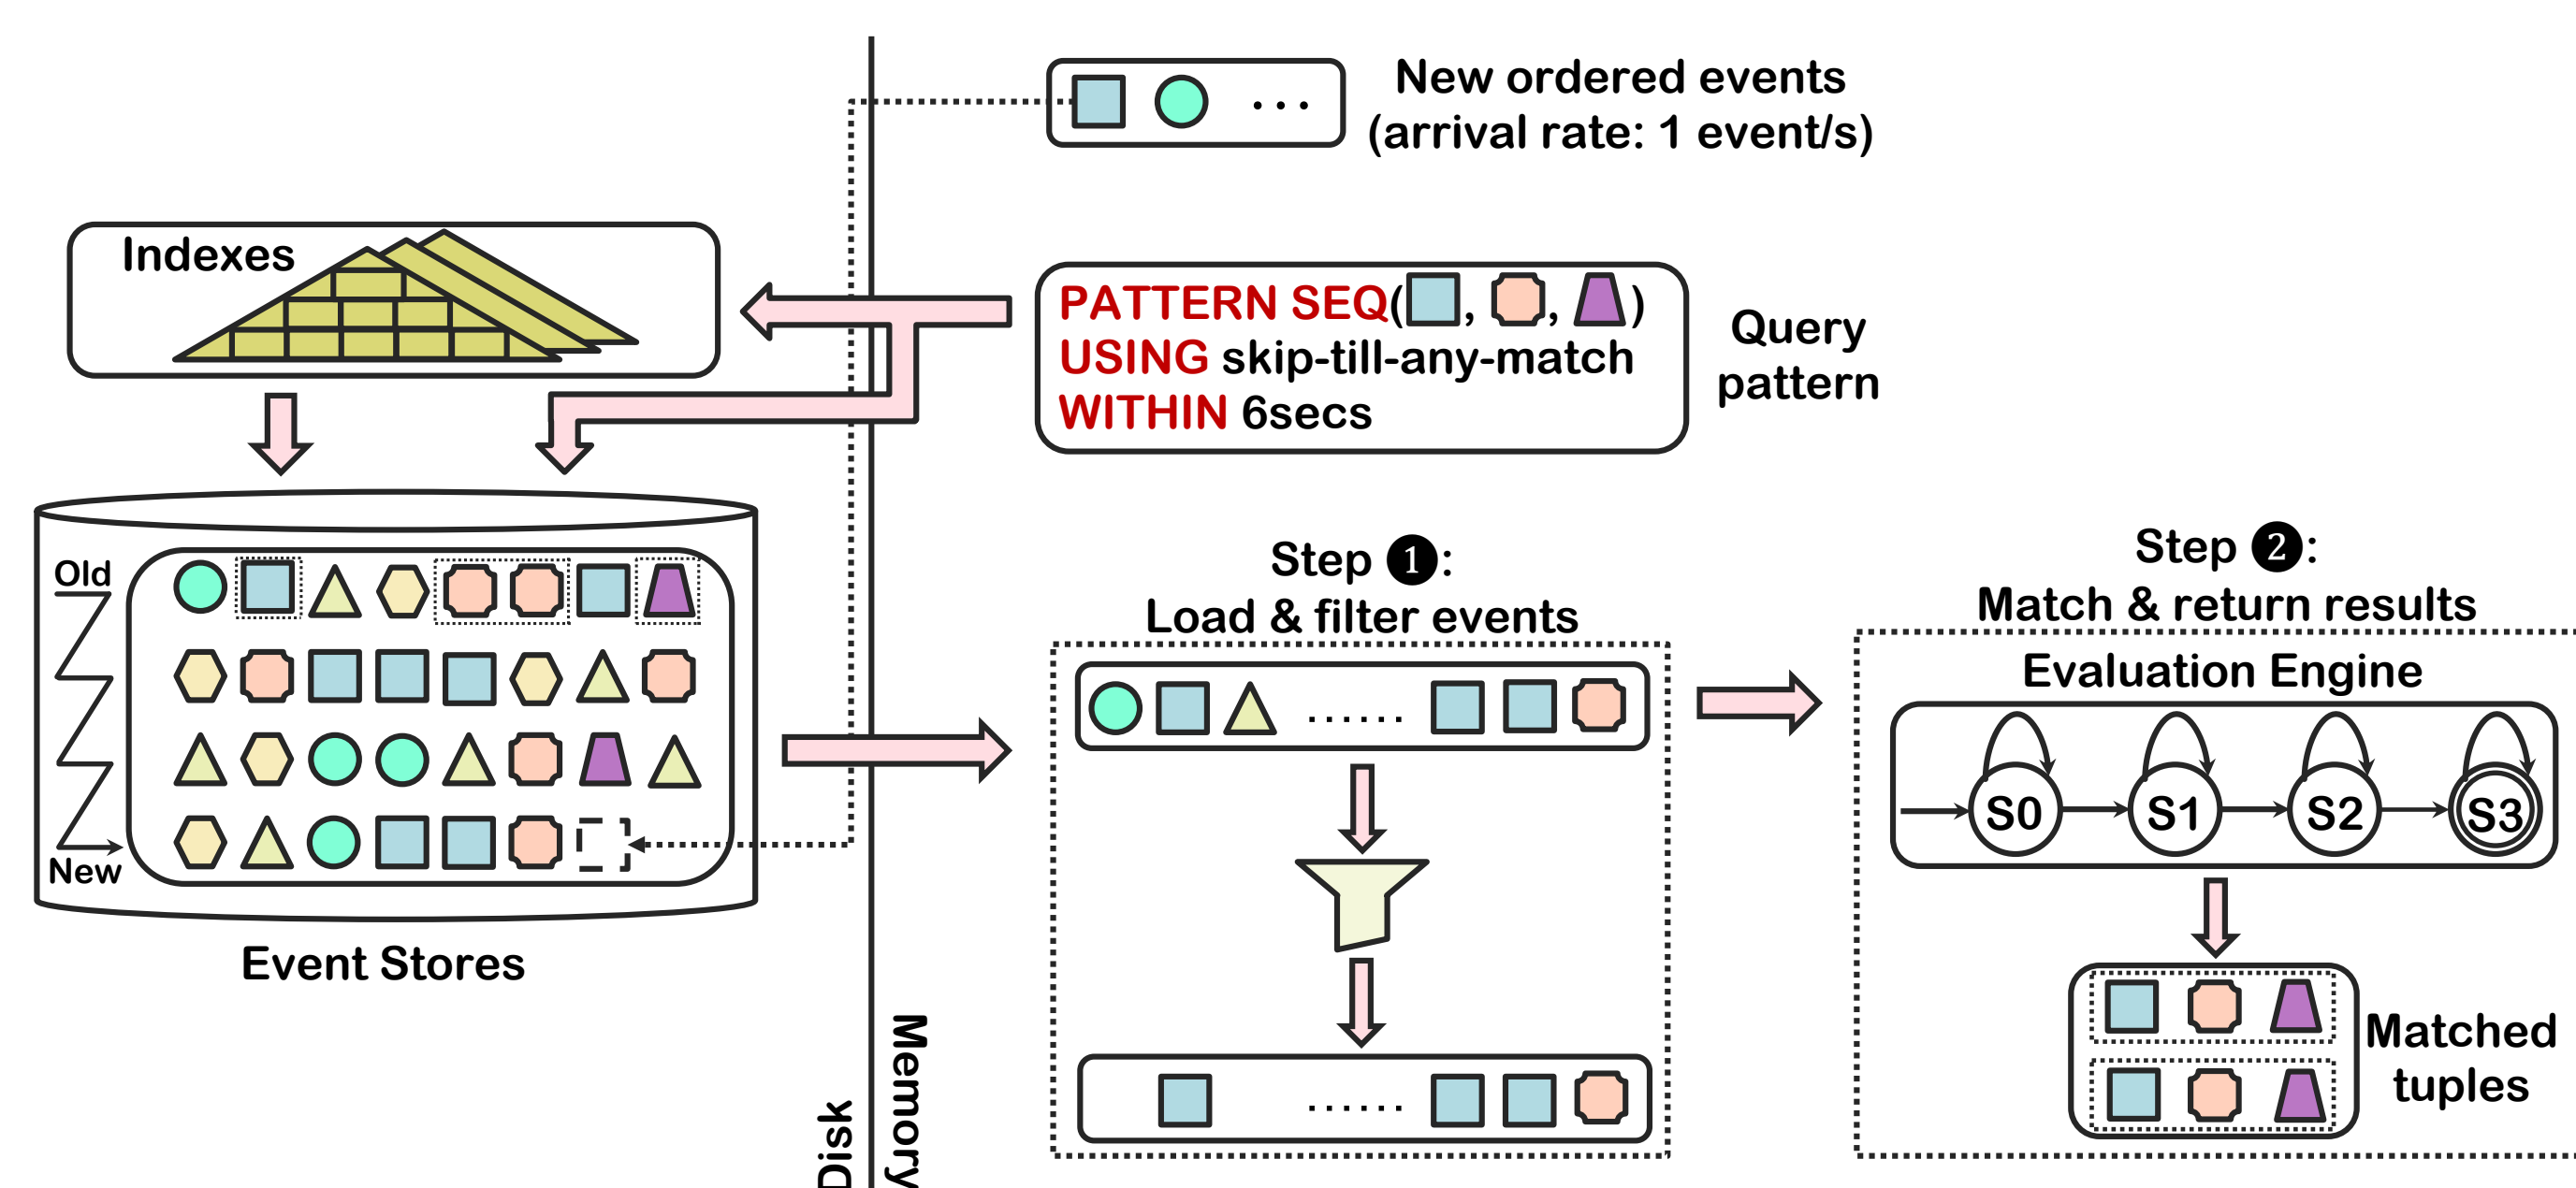 New ordered events
(arrival rate: 1 event/s)
Indexes
PATTERN SEQ( , , )
USING skip-till-any-match
WITHIN 6secs
Query
pattern
Old
New
Event Stores
Disk
Memory
Step 1:
Load & filter events
Step 2:
Match & return results
Evaluation Engine
S0
S1
S2
S3
Matched
tuples